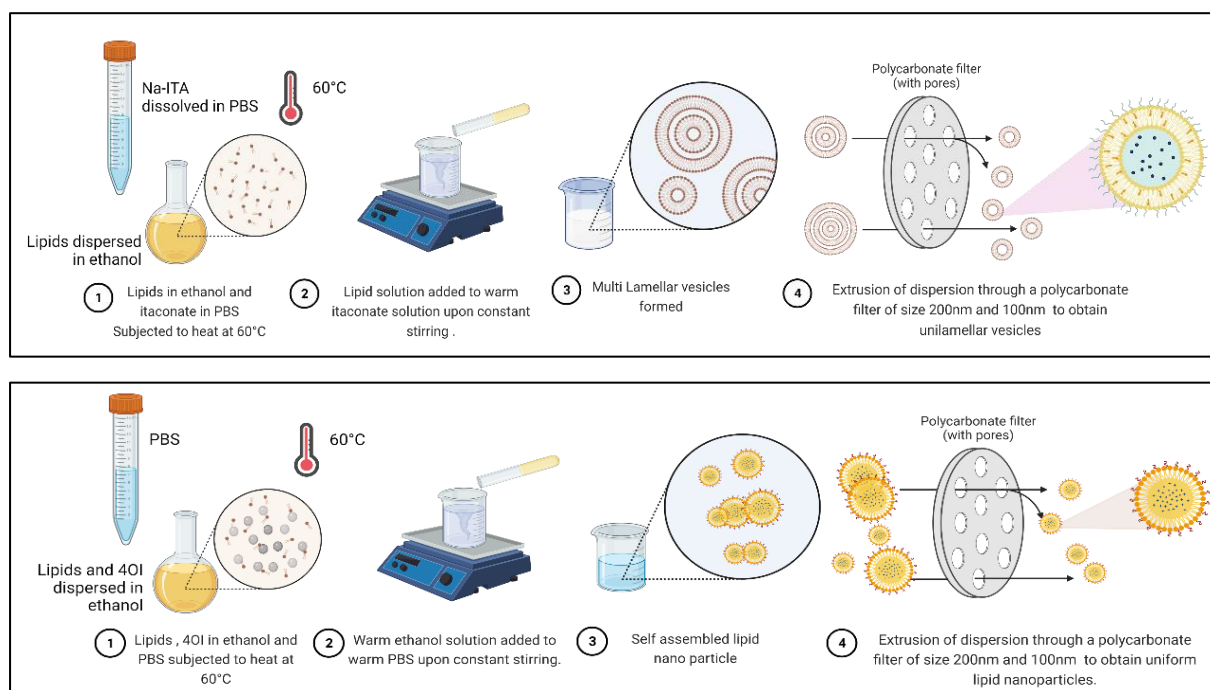 Na-ITA
dissolved in PBS
60°C
Lipids dispersed
in ethanol
1
Lipids in ethanol and
itaconate in PBS
Subjected to heat at 60°C
2
Lipid solution added to warm
itaconate solution upon constant
stirring .
3
Multi Lamellar vesicles
formed
Polycarbonate filter
(with pores)
4
Extrusion of dispersion through a polycarbonate
filter of size 200nm and 100nm to obtain
unilamellar vesicles
PBS
60°C
Lipids and 4OI
dispersed in
ethanol
1
Lipids , 4OI in ethanol and
PBS subjected to heat at
60°C
2
Warm ethanol solution added to
warm PBS upon constant stirring.
3
Self assembled lipid
nano particle
Polycarbonate filter
(with pores)
4
Extrusion of dispersion through a polycarbonate
filter of size 200nm and 100nm to obtain uniform
lipid nanoparticles.